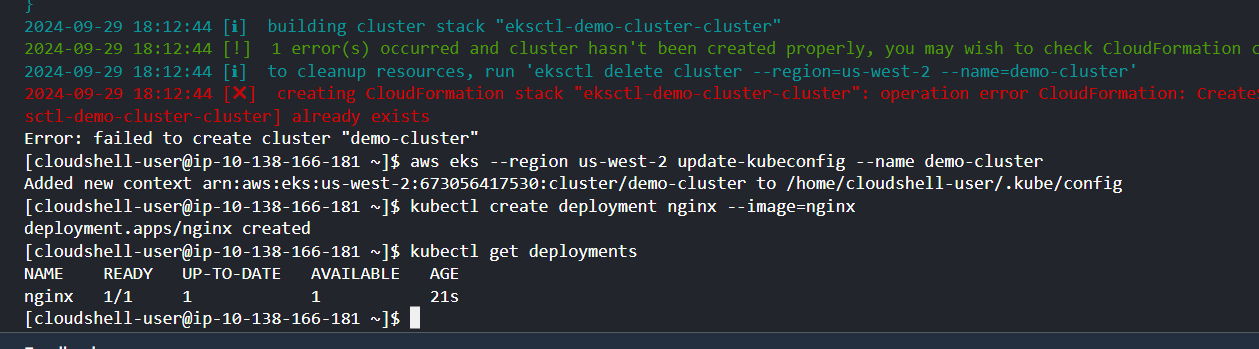 }
2024-09-29 18:12:44 [ℹ]  building cluster stack "eksctl-demo-cluster-cluster"
2024-09-29 18:12:44 [!]  1 error(s) occurred and cluster hasn't been created properly, you may wish to check CloudFormation
2024-09-29 18:12:44 [ℹ]  to cleanup resources, run 'eksctl delete cluster --region=us-west-2 --name=demo-cluster'
2024-09-29 18:12:44 [✖]  creating CloudFormation stack "eksctl-demo-cluster-cluster": operation error CloudFormation:
sctl-demo-cluster-cluster] already exists
Error: failed to create cluster "demo-cluster"
[cloudshell-user@ip-10-138-166-181 ~]$ aws eks --region us-west-2 update-kubeconfig --name demo-cluster
Added new context arn:aws:eks:us-west-2:673056417530:cluster/demo-cluster to /home/cloudshell-user/.kube/config
[cloudshell-user@ip-10-138-166-181 ~]$ kubectl create deployment nginx --image=nginx
deployment.apps/nginx created
[cloudshell-user@ip-10-138-166-181 ~]$ kubectl get deployments
NAME    READY   UP-TO-DATE   AVAILABLE   AGE
nginx   1/1     1            1           21s
[cloudshell-user@ip-10-138-166-181 ~]$